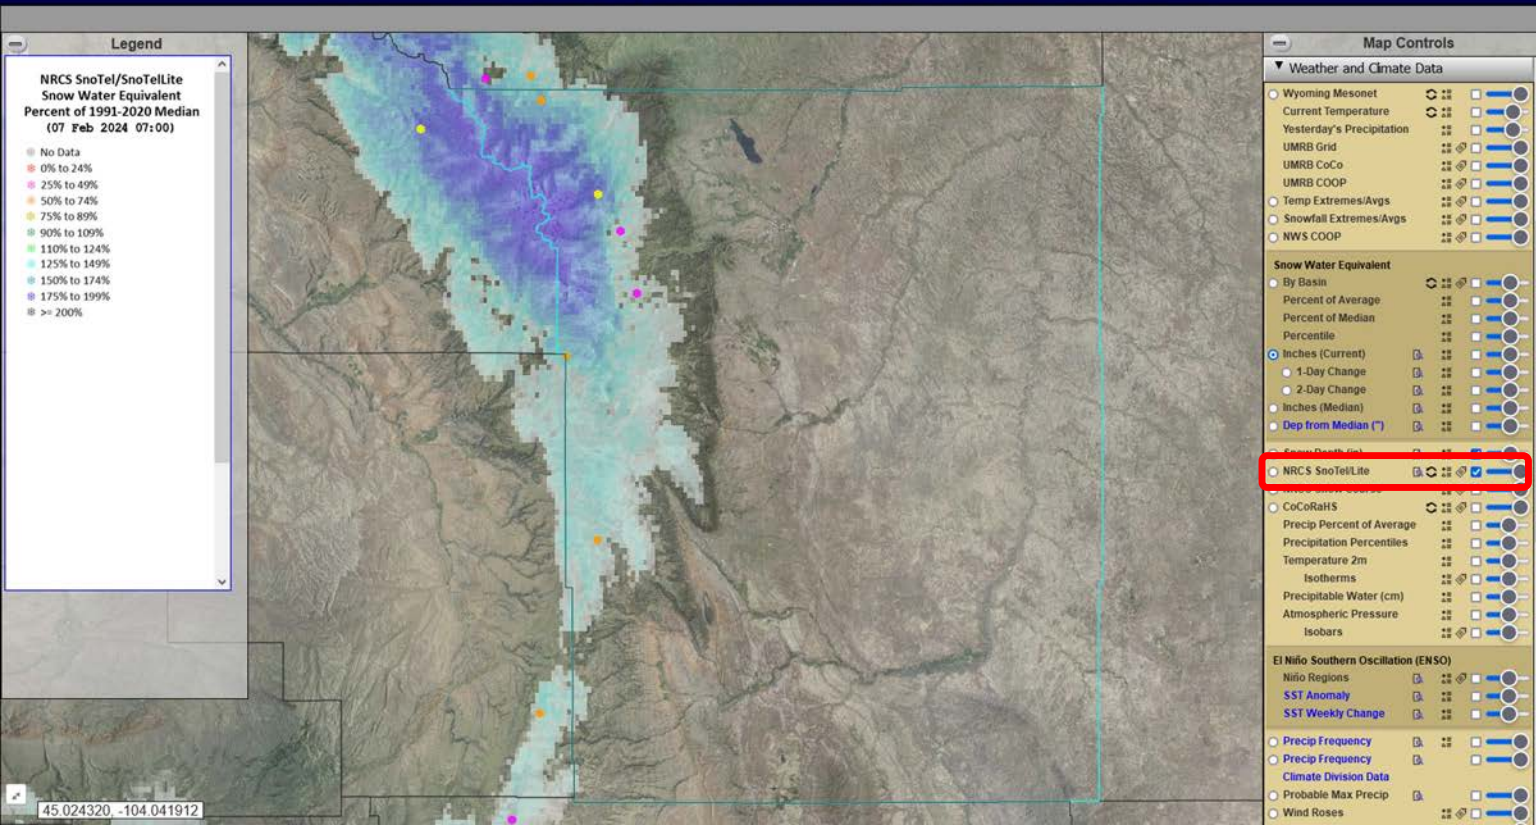 Legend
NRCS SnoTel/SnoTelLite
Snow Water Equivalent
Percent of 1991-2020 Median
(07 Feb 2024 07:00)
No Data
0% to 24%
25% to 49%
50% to 74%
75% to 89%
90% to 109%
110% to 124%
125% to 149%
150% to 174%
175% to 199%
>= 200%
45.024320, -104.041912
Map Controls
Weather and Climate Data
Wyoming Mesonet
Current Temperature
Yesterday's Precipitation
UMRB Grid
UMRB CoCo
UMRB COOP
Temp Extremes/Avgs
Snowfall Extremes/Avgs
NWS COOP
Snow Water Equivalent
By Basin
Percent of Average
Percent of Median
Percentile
Inches (Current)
1-Day Change
2-Day Change
Inches (Median)
Dep from Median (")
Snow Depth (in)
NRCS SnoTel/Lite
NRCS Snow Course
CoCoRaHS
Precip Percent of Average
Precipitation Percentiles
Temperature 2m
Isotherms
Precipitable Water (cm)
Atmospheric Pressure
Isobars
El Niño Southern Oscillation (ENSO)
Niño Regions
SST Anomaly
SST Weekly Change
Precip Frequency
Precip Frequency
Climate Division Data
Probable Max Precip
Wind Roses